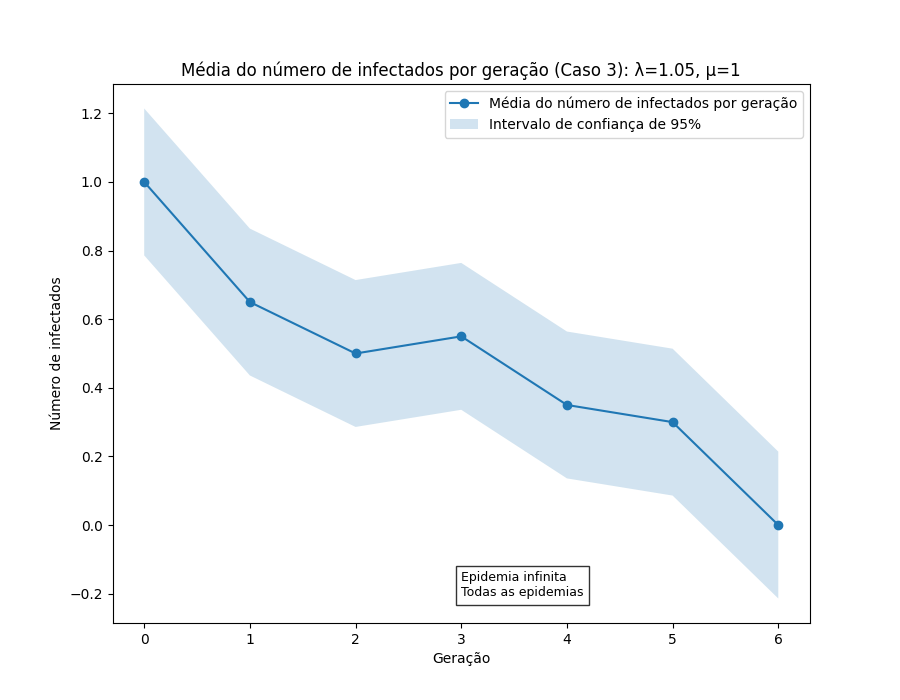 Média do número de infectados por geração (Caso 3): λ=1.05, μ=1
Média do número de infectados por geração
Intervalo de confiança de 95%
Número de infectados
1.2
1.0
0.8
0.6
0.4
0.2
0.0
−0.2
Epidemia infinita
Todas as epidemias
0 1 2 3 4 5 6
Geração